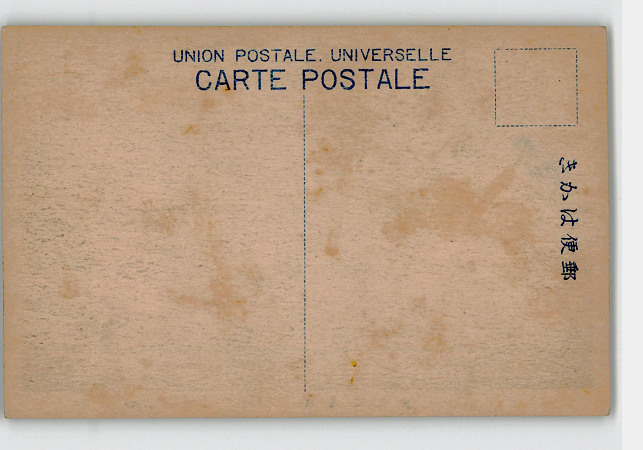 UNION POSTALE. UNIVERSELLE
CARTE POSTALE
郵便はかき